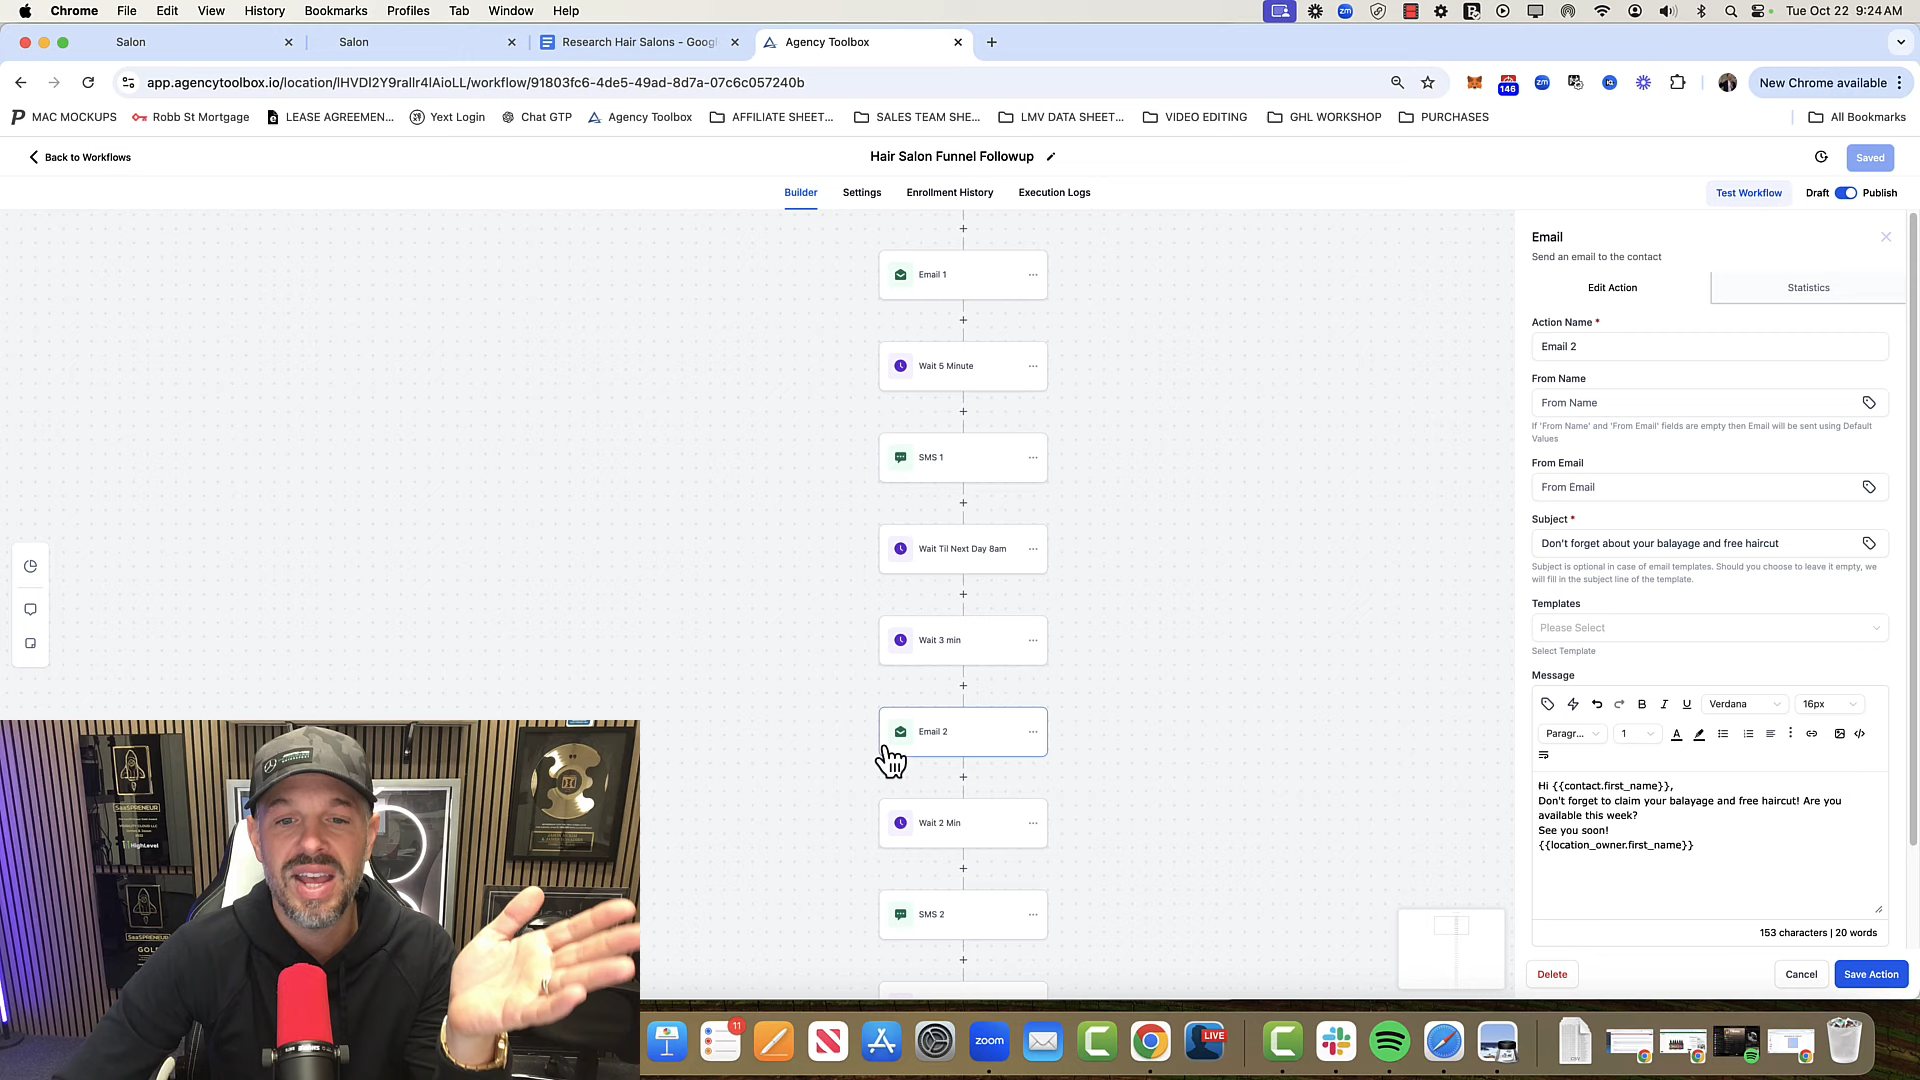 Chrome File Edit View History Bookmarks Profiles Tab Window Help
Tue Oct 22 9:24 AM
Salon
Salon
Research Hair Salons - Googl
Agency Toolbox
app.agencytoolbox.io/location/lHVDI2Y9rallr4lAioLL/workflow/91803fc6-4de5-49ad-8d7a-07c6c057240b
146
New Chrome available
MAC MOCKUPS
Robb St Mortgage
LEASE AGREEMEN...
Yext Login
Chat GTP
Agency Toolbox
AFFILIATE SHEET...
SALES TEAM SHE...
LMV DATA SHEET...
VIDEO EDITING
GHL WORKSHOP
PURCHASES
All Bookmarks
Back to Workflows
Hair Salon Funnel Followup
Saved
Builder
Settings
Enrollment History
Execution Logs
Test Workflow
Draft
Publish
Email 1
Wait 5 Minute
SMS 1
Wait Til Next Day 8am
Wait 3 min
Email 2
Wait 2 Min
SMS 2
Email
Send an email to the contact
Edit Action
Statistics
Action Name *
Email 2
From Name
From Name
If 'From Name' and 'From Email' fields are empty then Email will be sent using Default
Values
From Email
From Email
Subject *
Don't forget about your balayage and free haircut
Subject is optional in case of email templates. Should you choose to leave it empty, we
will fill in the subject line of the template.
Templates
Please Select
Select Template
Message
Verdana
16px
Paragr...
1
Hi {{contact.first_name}},
Don't forget to claim your balayage and free haircut! Are you
available this week?
See you soon!
{{location_owner.first_name}}
153 characters | 20 words
Delete
Cancel
Save Action
SaaSPRENEUR
HighLevel
SaaSPRENEUR
GOLD
11
zoom
LIVE